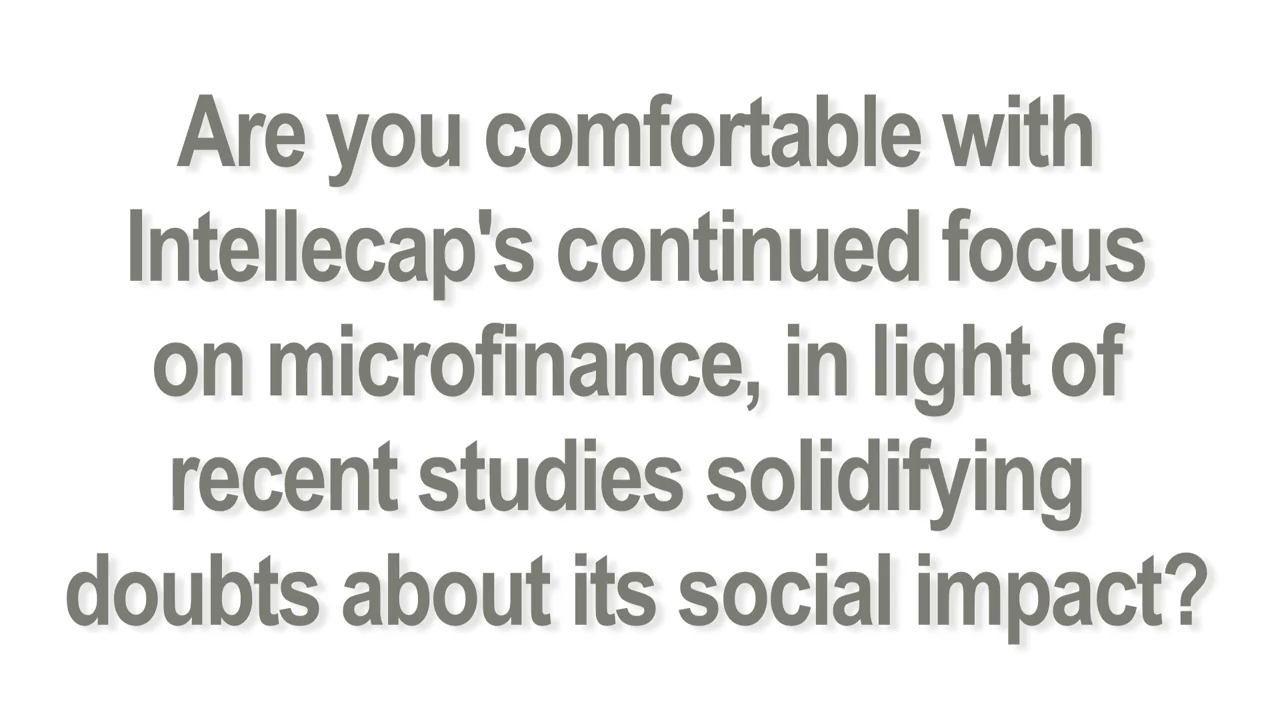 Are you comfortable with
Intellecap's continued focus
on microfinance, in light of
recent studies solidifying
doubts about its social impact?